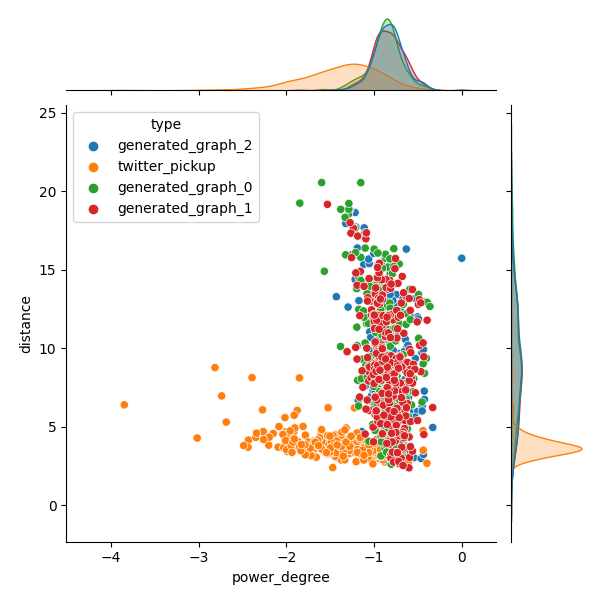 type
generated_graph_2
twitter_pickup
generated_graph_0
generated_graph_1
25
20
15
10
5
0
distance
−4 −3 −2 −1 0
power_degree